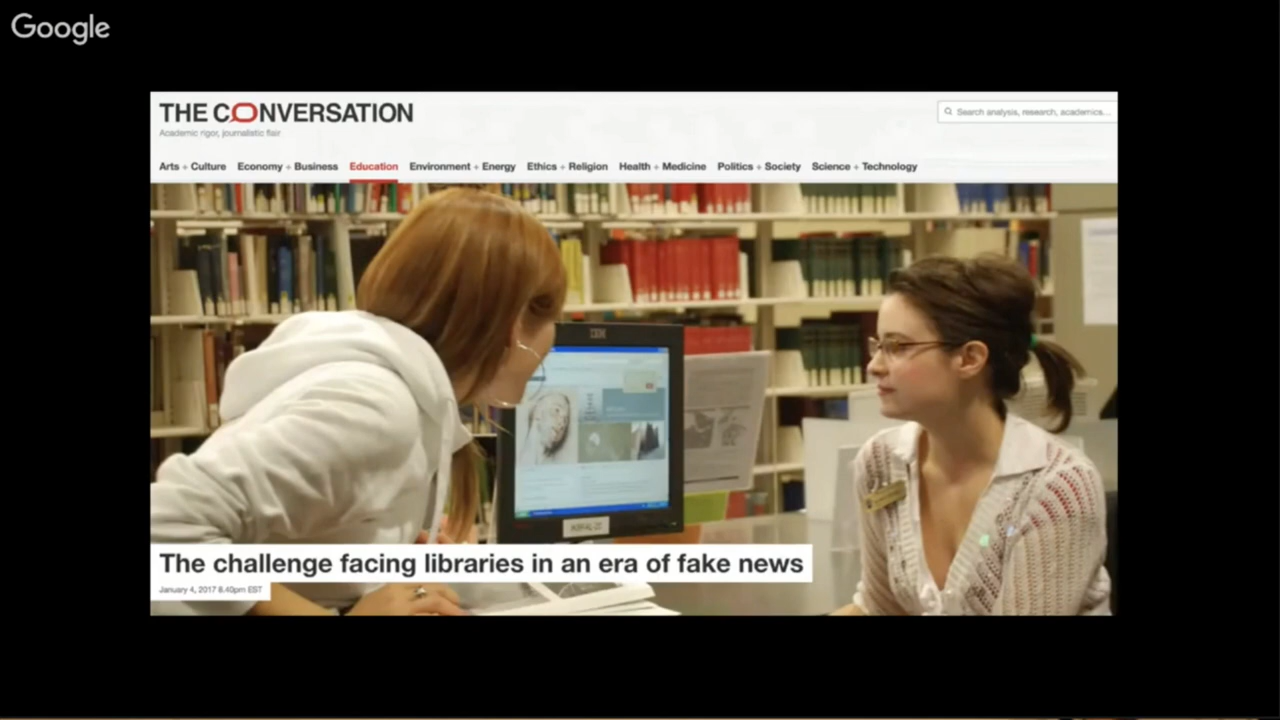 Google
THE CONVERSATION
Search analysis, research, academics...
Academic rigor, journalistic flair
Arts + Culture Economy + Business Education Environment + Energy Ethics + Religion Health + Medicine Politics + Society Science + Technology
IBM
The challenge facing libraries in an era of fake news
January 4, 2017 8.40pm EST